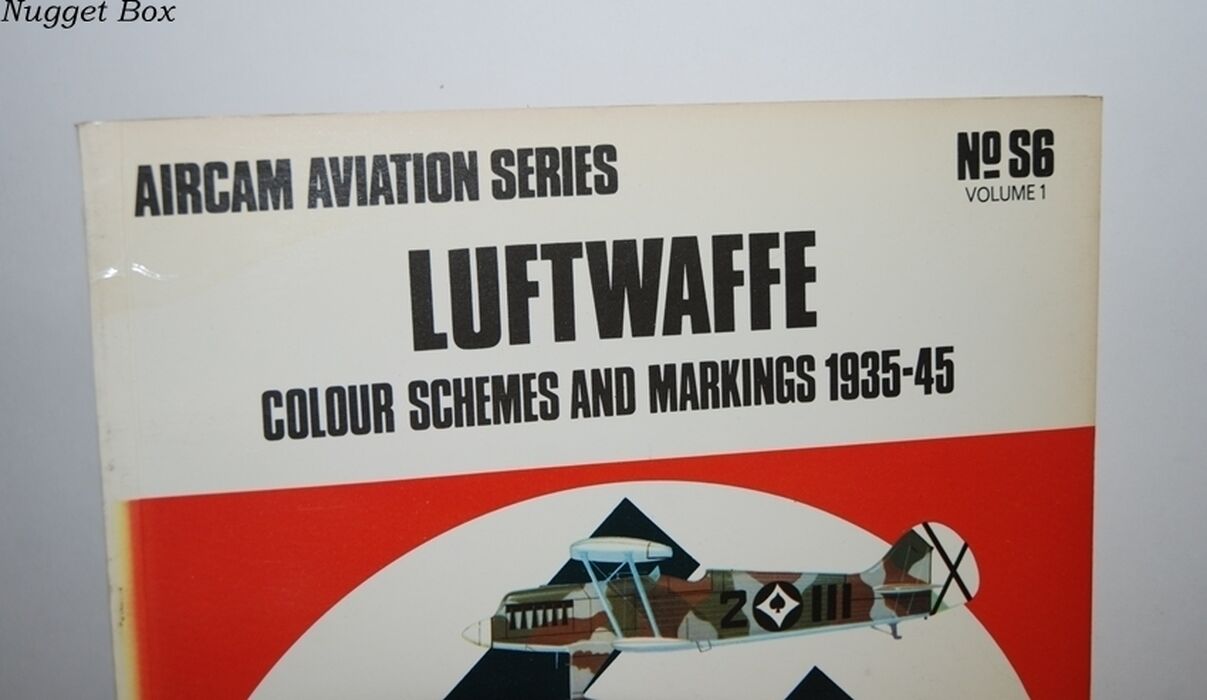 Nugget Box
AIRCAM AVIATION SERIES
Nº S6
VOLUME 1
LUFTWAFFE
COLOUR SCHEMES AND MARKINGS 1935-45
2 III